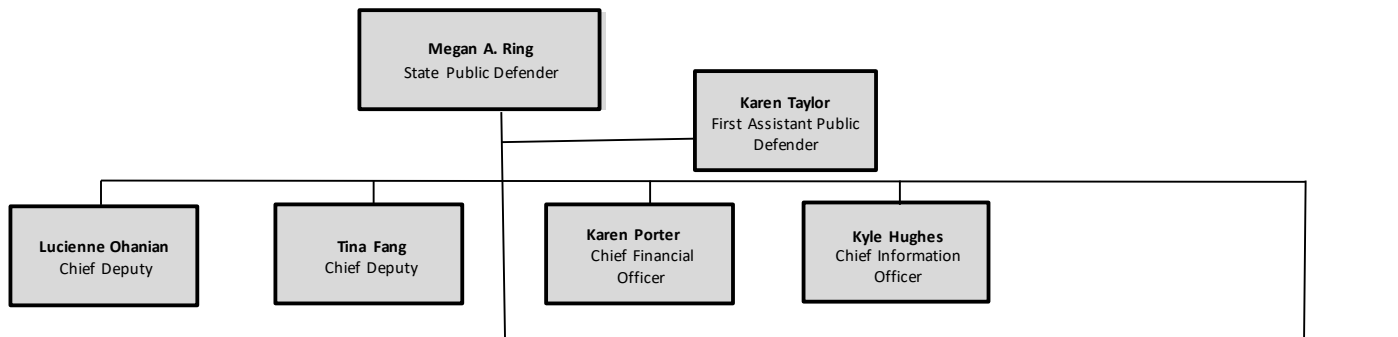 Megan A. Ring
State Public Defender
Karen Taylor
First Assistant Public
Defender
Lucienne Ohanian
Chief Deputy
Tina Fang
Chief Deputy
Karen Porter
Chief Financial
Officer
Kyle Hughes
Chief Information
Officer